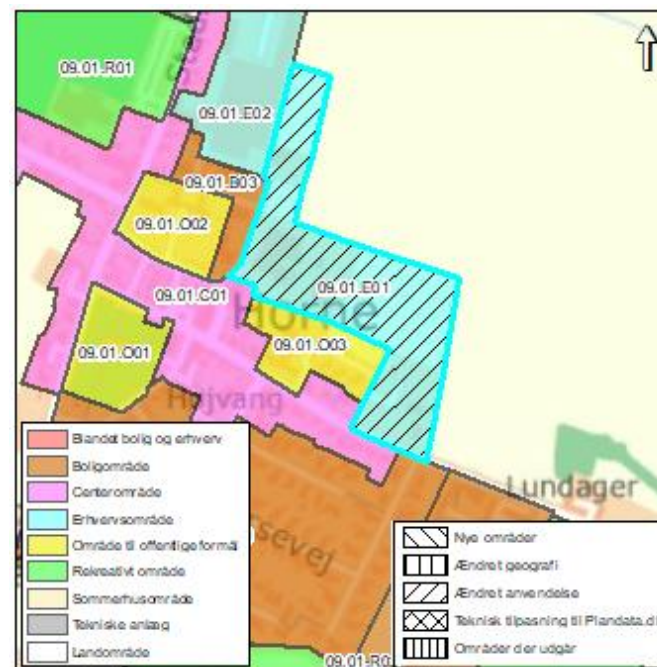 09.01.R01
09.01.E02
09.01.B03
09.01.O02
09.01.E01
09.01.C01
Horne
09.01.O03
09.01.O01
Højvang
Lundager
Blandet bolig og erhverv
Boligområde
Centerområde
Erhvervsområde
Område til offentlige formål
Rekreativt område
Sommerhusområde
Tekniske anlæg
Landområde
Nye områder
Ændret geografi
Ændret anvendelse
Teknisk tilpasning til Plandata.d
Områder der udgår